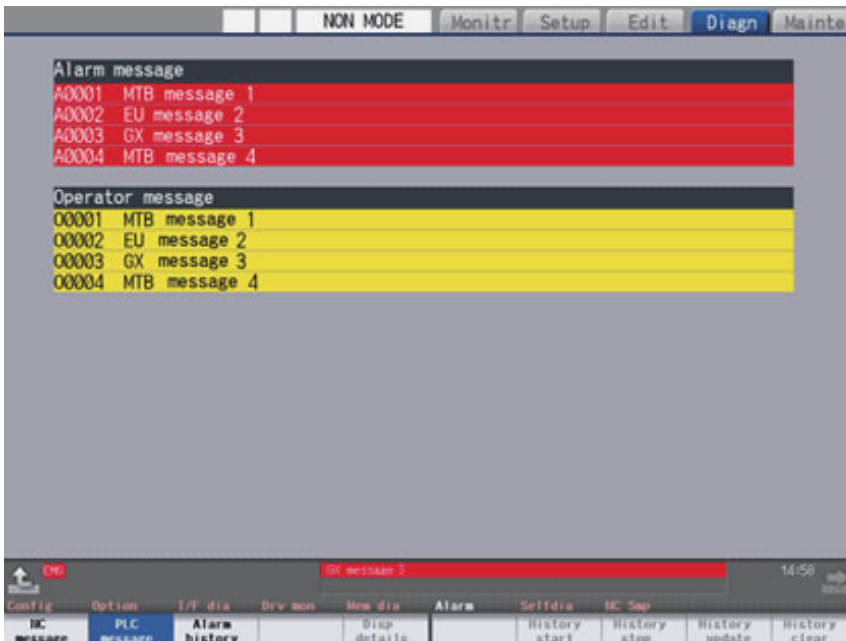 NON MODE Monitr Setup Edit Diagn Mainte
Alarm message
A0001 MTB message 1
A0002 EU message 2
A0003 GX message 3
A0004 MTB message 4
Operator message
O0001 MTB message 1
O0002 EU message 2
O0003 GX message 3
O0004 MTB message 4
EMG GX message 3 14:58
Config Option I/F dia Drv mon Mem dia Alarm Selfdia NC Smp
NC PLC Alarm Disp History History History History
message message history details start stop update clear